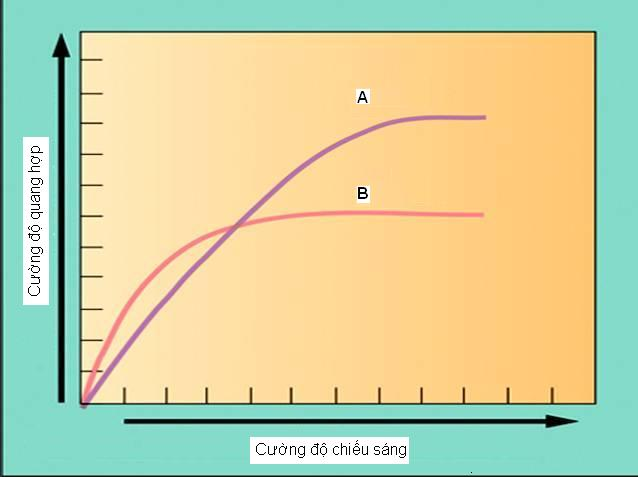 A
B
Cường độ quang hợp
Cường độ chiếu sáng